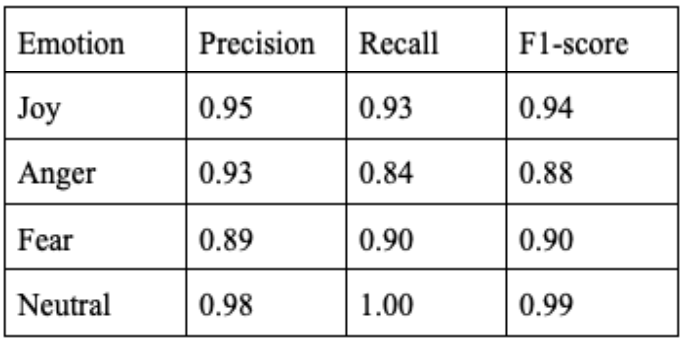 Emotion Precision Recall F1-score
Joy 0.95 0.93 0.94
Anger 0.93 0.84 0.88
Fear 0.89 0.90 0.90
Neutral 0.98 1.00 0.99